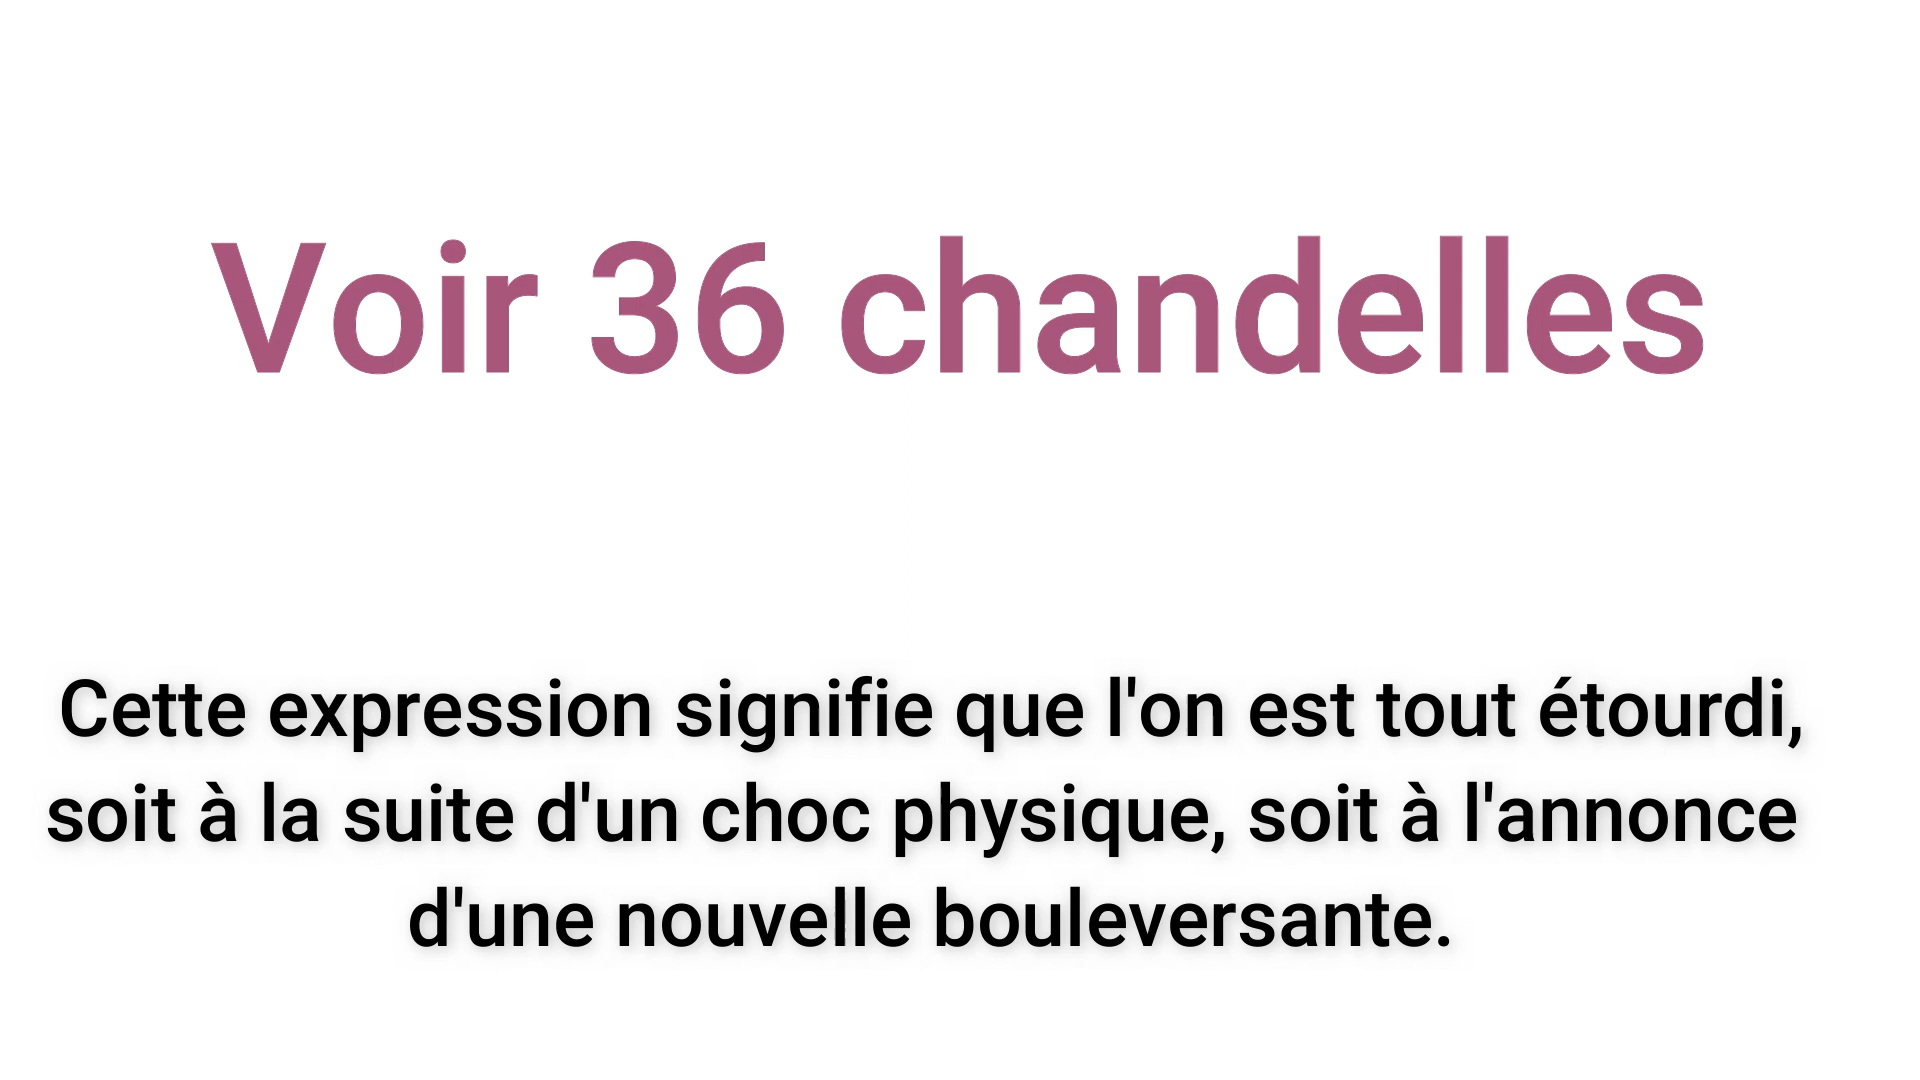 Voir 36 chandelles
Cette expression signifie que l'on est tout étourdi,
soit à la suite d'un choc physique, soit à l'annonce
d'une nouvelle bouleversante.